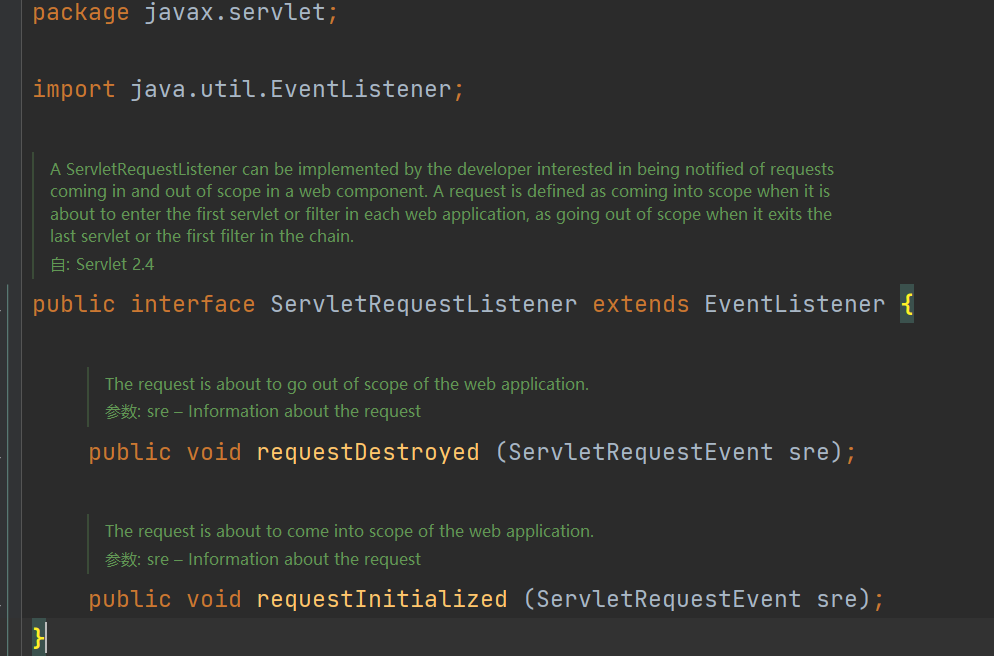 package javax.servlet;
import java.util.EventListener;
A ServletRequestListener can be implemented by the developer interested in being notified of requests
coming in and out of scope in a web component. A request is defined as coming into scope when it is
about to enter the first servlet or filter in each web application, as going out of scope when it exits the
last servlet or the first filter in the chain.
自: Servlet 2.4
public interface ServletRequestListener extends EventListener {
The request is about to go out of scope of the web application.
参数: sre – Information about the request
public void requestDestroyed (ServletRequestEvent sre);
The request is about to come into scope of the web application.
参数: sre – Information about the request
public void requestInitialized (ServletRequestEvent sre);
}